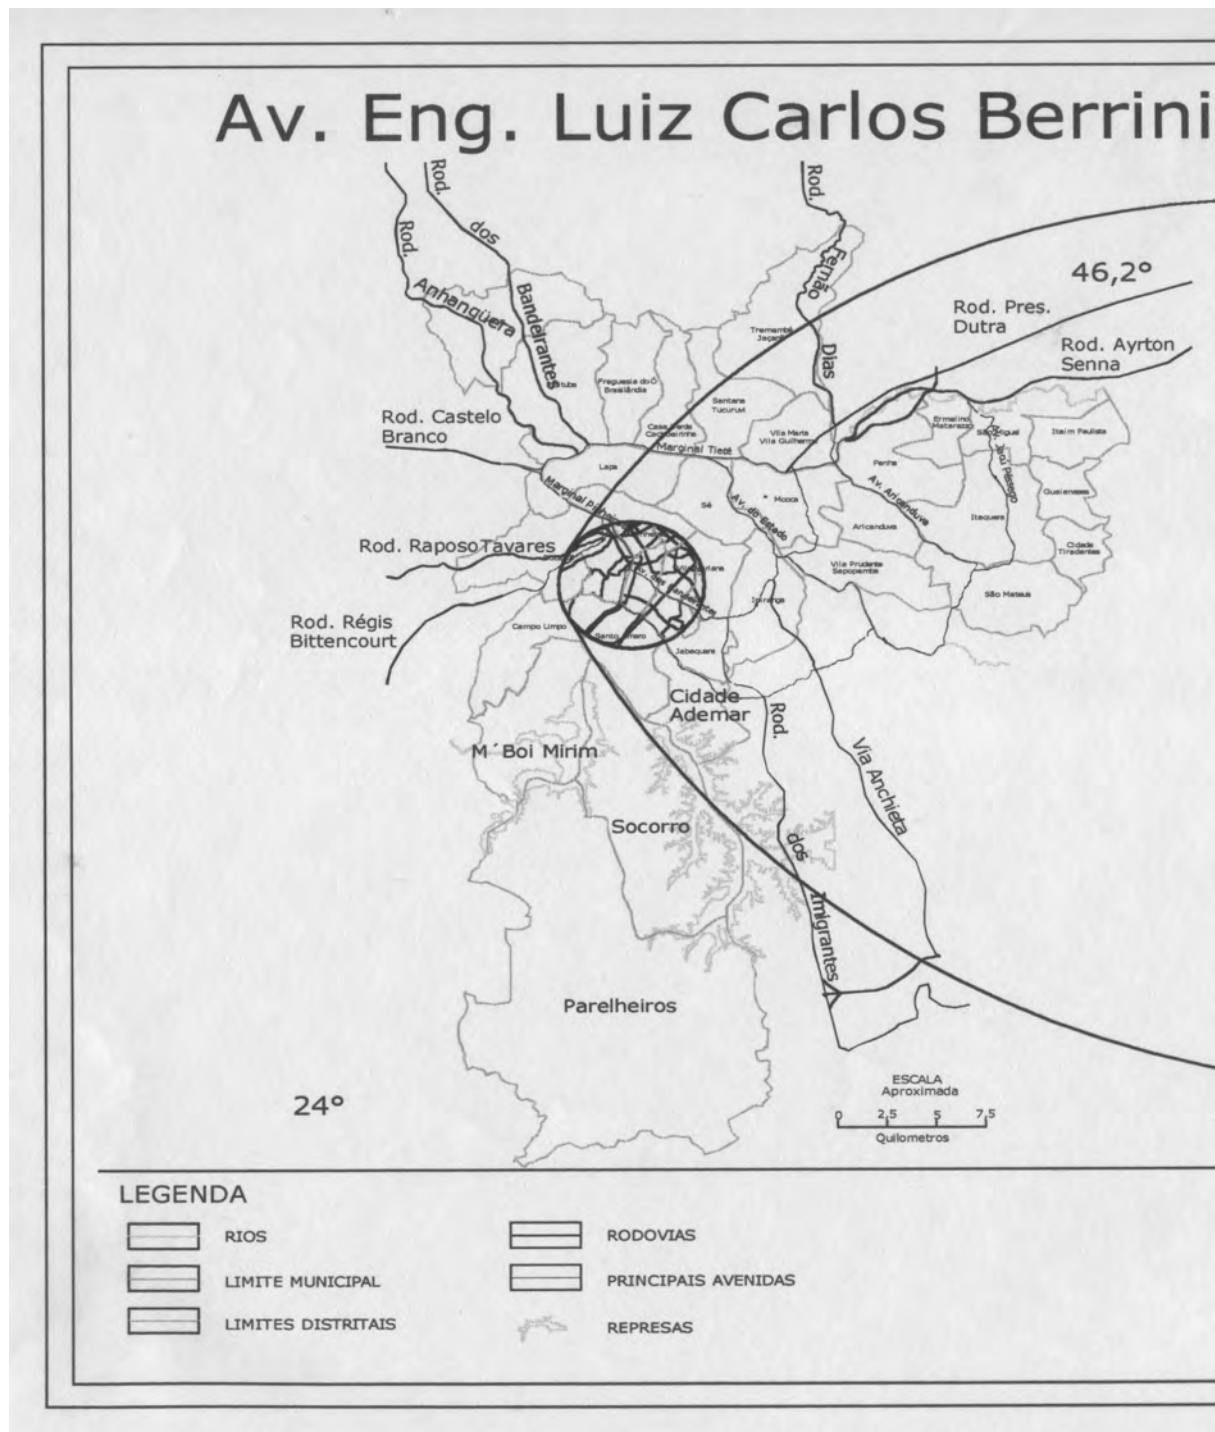 Av. Eng. Luiz Carlos Berrini
Rod.
dos
Bandeirantes
Rod.
Anhangüera
Rod.
Fernão
Dias
46,2°
Rod. Pres.
Dutra
Rod. Ayrton
Senna
Tremembé
Freguesia do Ó
Brasilândia
Santana
Tucuruvi
Casa Verde
Vila Maria
Vila Guilherme
Ermelino
Matarazzo
São Miguel
Itaim Paulista
Rod. Castelo
Branco
Marginal Tietê
Lapa
Penha
Av. Jacú Pêssego
Guaianases
Marginal Pinheiros
Sé
Av. do Estado
Mooca
Av. Aricanduva
Aricanduva
Itaquera
Cidade
Tiradentes
Rod. Raposo Tavares
Vila Prudente
Sapopemba
São Mateus
Ipiranga
Rod. Régis
Bittencourt
Campo Limpo
Santo Amaro
Jabaquara
Cidade
Ademar
Rod.
dos
Imigrantes
Via Anchieta
M´Boi Mirim
Socorro
Parelheiros
24°
ESCALA
Aproximada
0 2,5 5 7,5
Quilometros
LEGENDA
RIOS
LIMITE MUNICIPAL
LIMITES DISTRITAIS
RODOVIAS
PRINCIPAIS AVENIDAS
REPRESAS